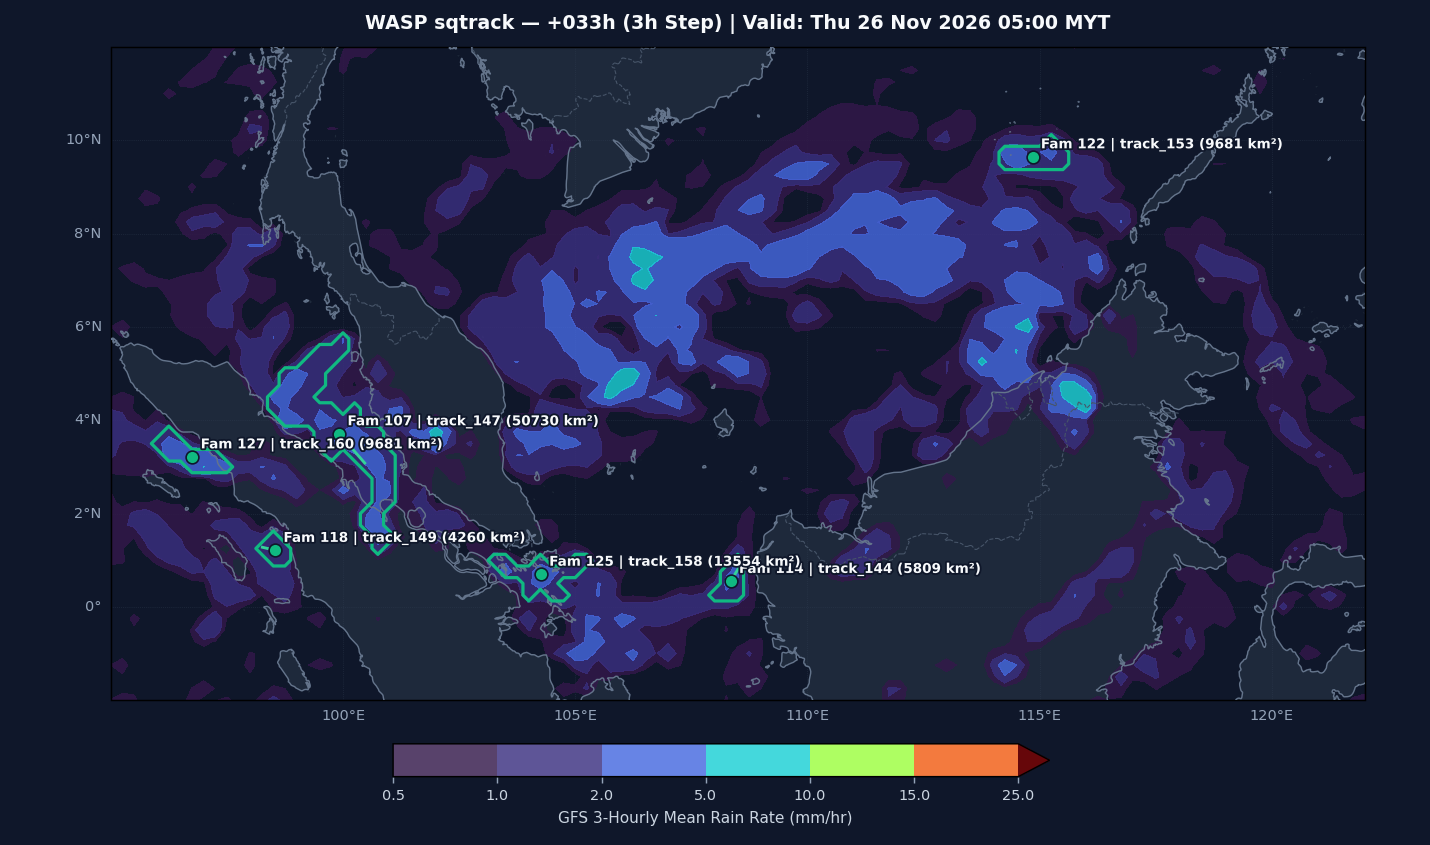 WASP sqtrack — +033h (3h Step) | Valid: Thu 26 Nov 2026 05:00 MYT
10°N
8°N
6°N
4°N
2°N
0°
Fam 122 | track_153 (9681 km²)
Fam 107 | track_147 (50730 km²)
Fam 127 | track_160 (9681 km²)
Fam 118 | track_149 (4260 km²)
Fam 125 | track_158 (13554 km²)
Fam 114 | track_144 (5809 km²)
100°E
105°E
110°E
115°E
120°E
0.5
1.0
2.0
5.0
10.0
15.0
25.0
GFS 3-Hourly Mean Rain Rate (mm/hr)